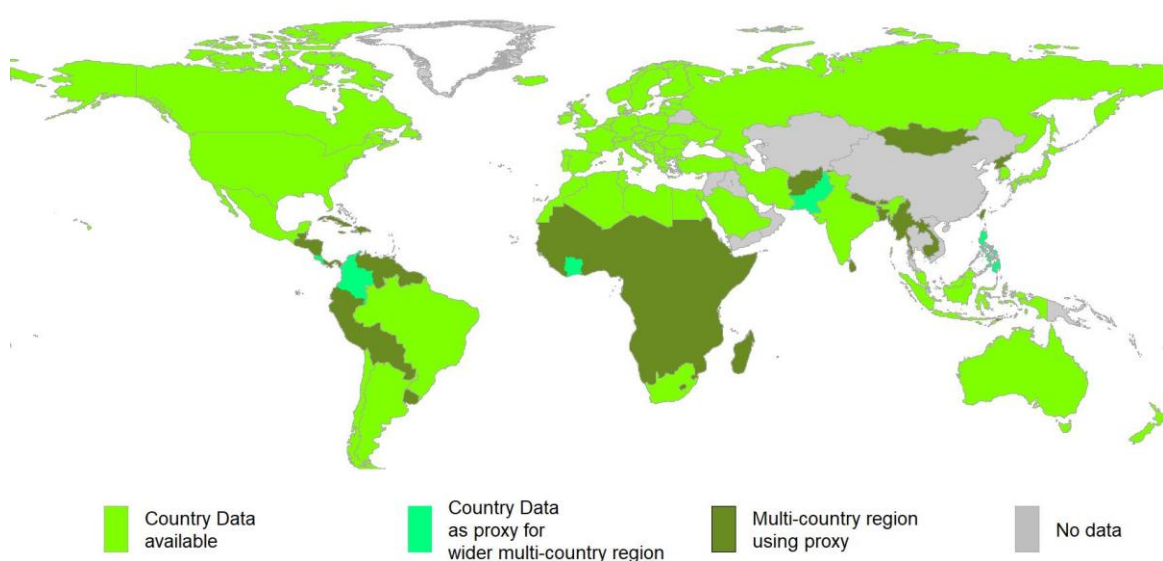 Country Data
available
Country Data
as proxy for
wider multi-country region
Multi-country region
using proxy
No data